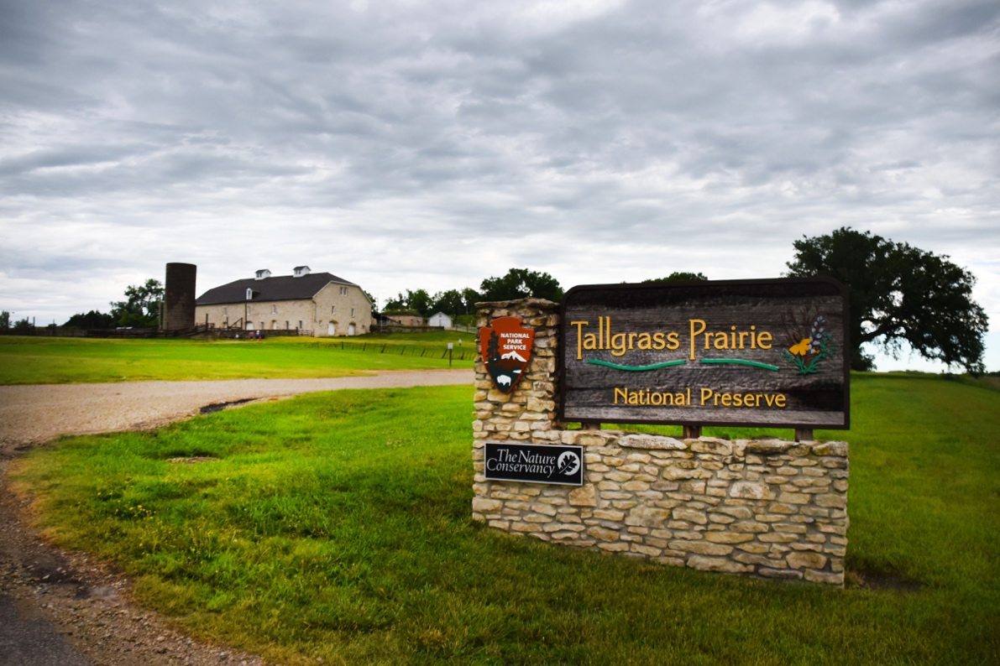 NATIONAL
PARK
SERVICE
Tallgrass Prairie
National Preserve
The Nature
Conservancy